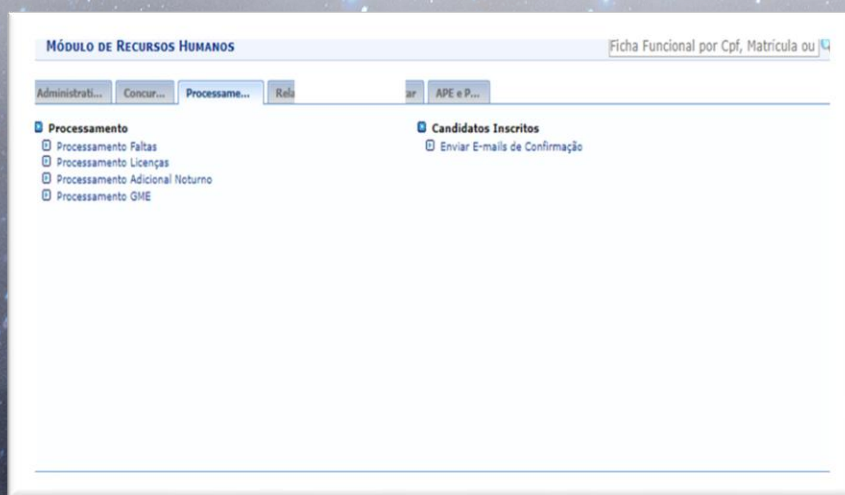 MÓDULO DE RECURSOS HUMANOS
Ficha Funcional por Cpf, Matrícula ou
Administrati... Concur... Processame... Rela ar APE e P...
Processamento
Processamento Faltas
Processamento Licenças
Processamento Adicional Noturno
Processamento GME
Candidatos Inscritos
Enviar E-mails de Confirmação